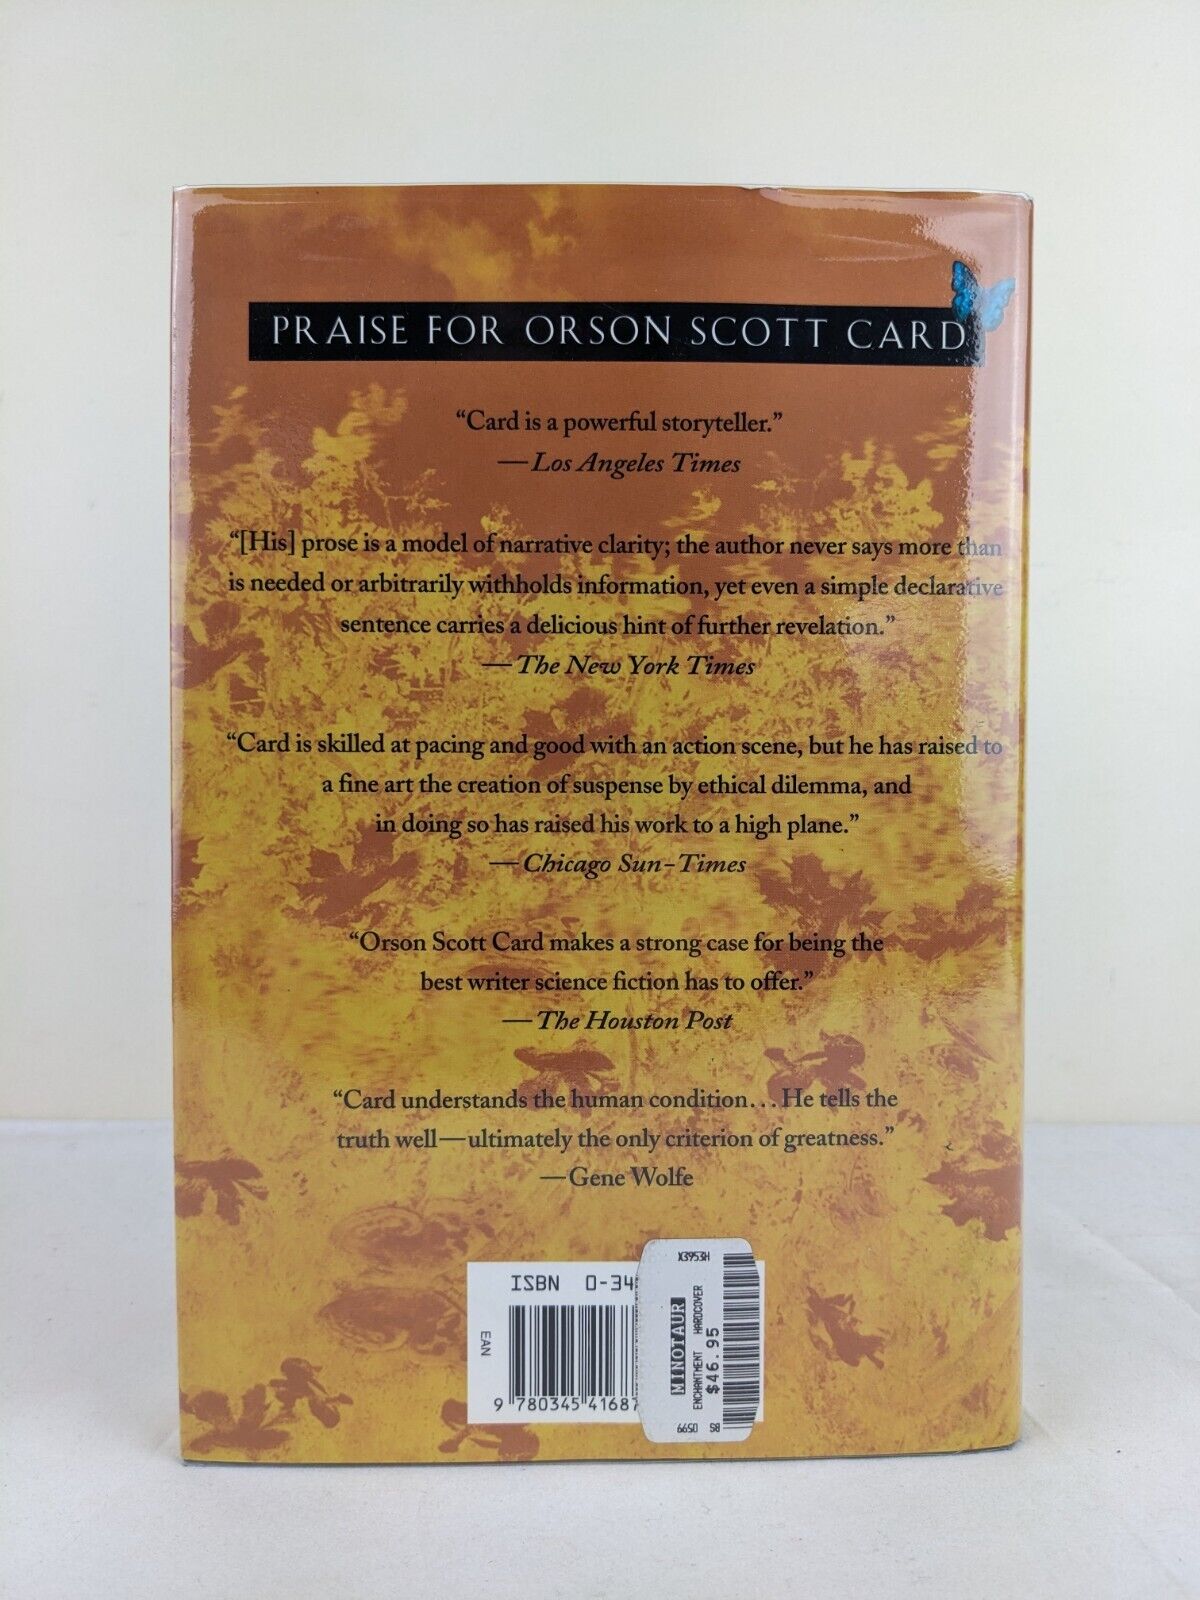 PRAISE FOR ORSON SCOTT CARD
“Card is a powerful storyteller.”
—Los Angeles Times
“[His] prose is a model of narrative clarity; the author never says more than
is needed or arbitrarily withholds information, yet even a simple declarative
sentence carries a delicious hint of further revelation.”
—The New York Times
“Card is skilled at pacing and good with an action scene, but he has raised to
a fine art the creation of suspense by ethical dilemma, and
in doing so has raised his work to a high plane.”
—Chicago Sun-Times
“Orson Scott Card makes a strong case for being the
best writer science fiction has to offer.”
—The Houston Post
“Card understands the human condition... He tells the
truth well—ultimately the only criterion of greatness.”
—Gene Wolfe
ISBN 0-34
EAN
9 780345 41687
X3953H
MINOTAUR
ENCHANTMENT HARDCOVER
$46.95
0599 BS